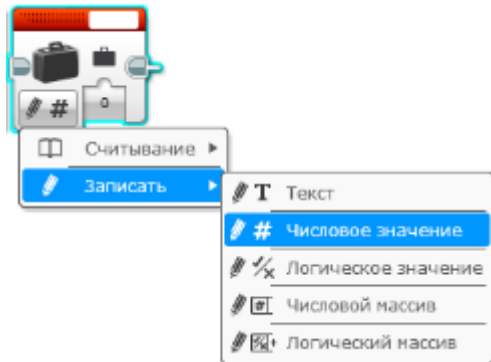 #
0
Считывание
Записать
T Текст
# Числовое значение
Логическое значение
# Числовой массив
Логический массив